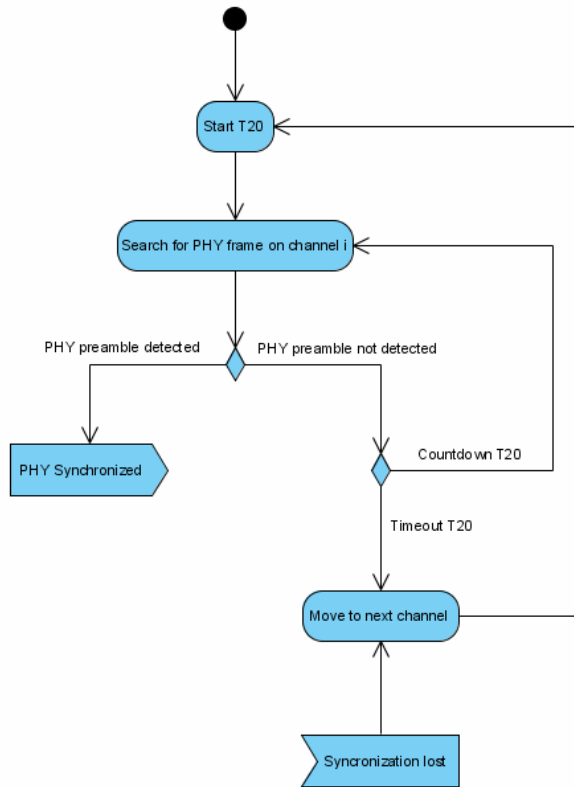 Start T20
Search for PHY frame on channel i
PHY preamble detected
PHY preamble not detected
PHY Synchronized
Countdown T20
Timeout T20
Move to next channel
Syncronization lost